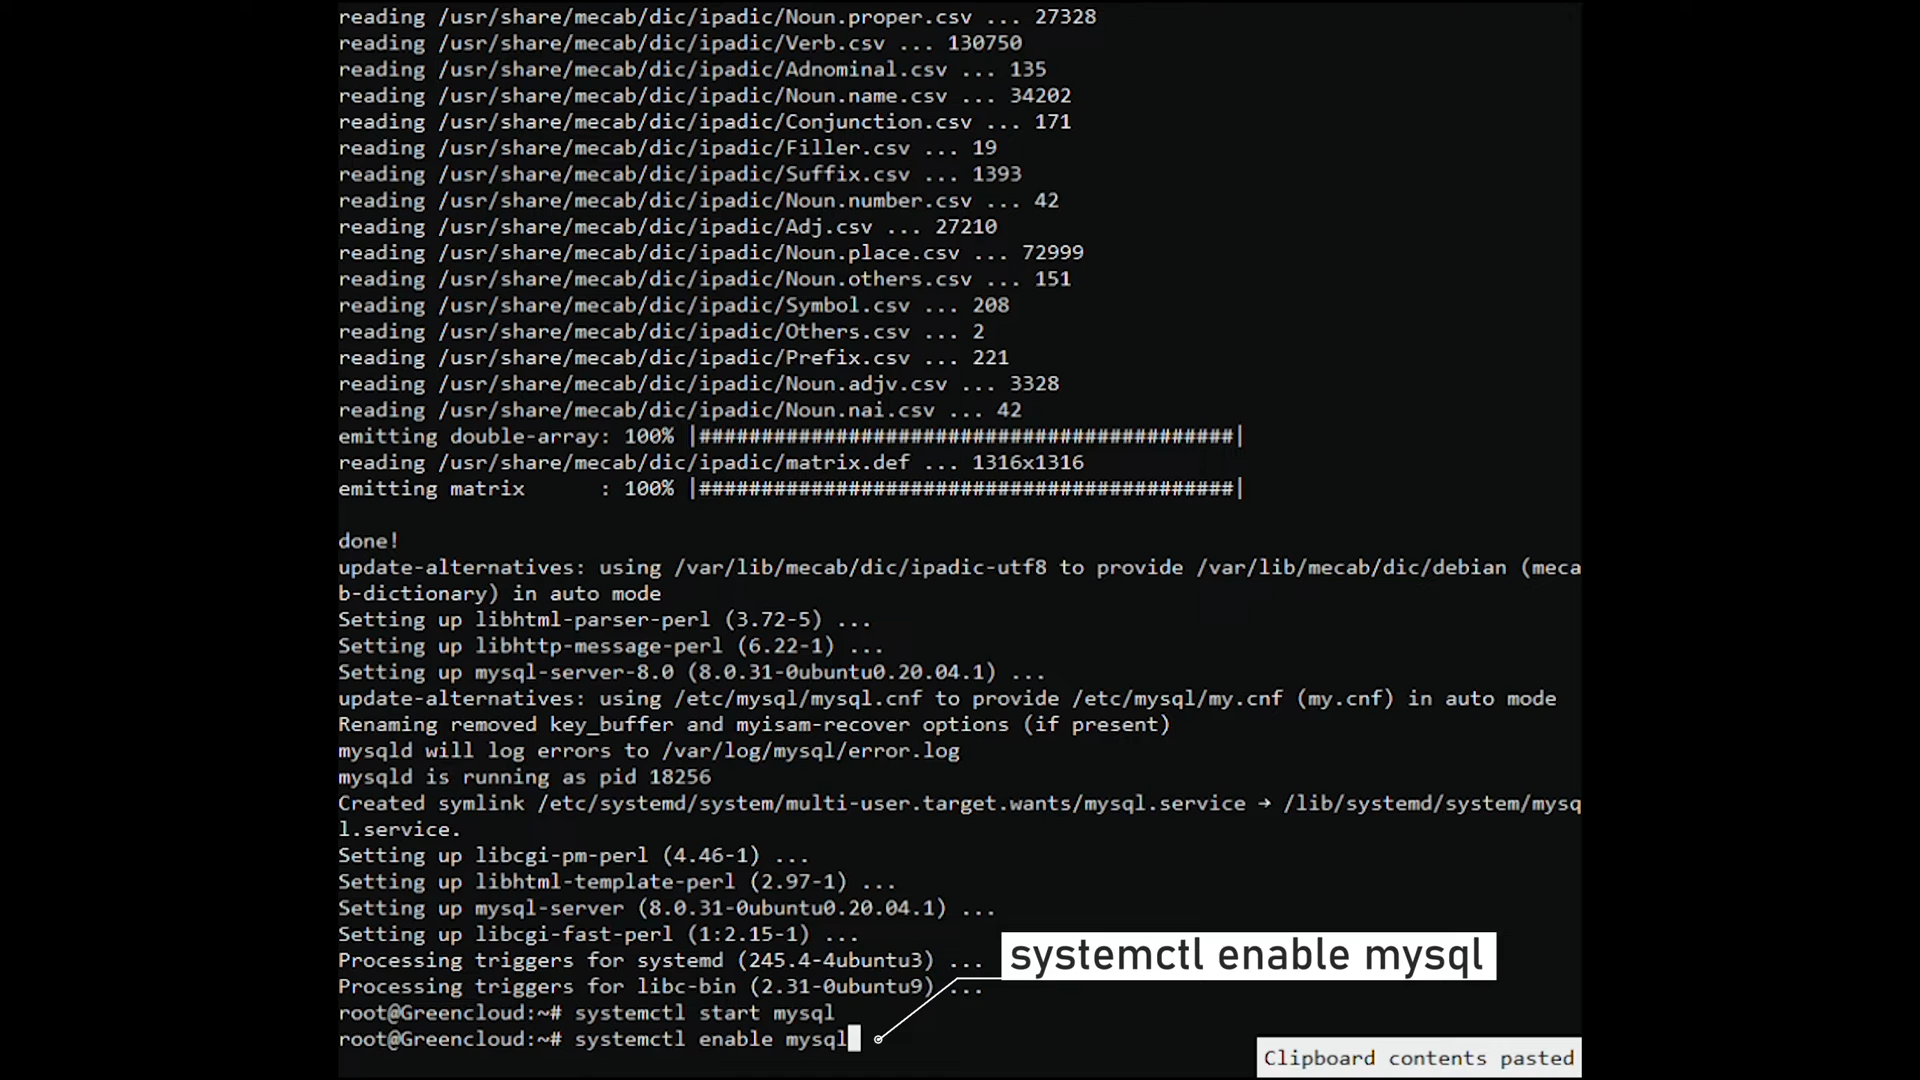 reading /usr/share/mecab/dic/ipadic/Noun.proper.csv ... 27328
reading /usr/share/mecab/dic/ipadic/Verb.csv ... 130750
reading /usr/share/mecab/dic/ipadic/Adnominal.csv ... 135
reading /usr/share/mecab/dic/ipadic/Noun.name.csv ... 34202
reading /usr/share/mecab/dic/ipadic/Conjunction.csv ... 171
reading /usr/share/mecab/dic/ipadic/Filler.csv ... 19
reading /usr/share/mecab/dic/ipadic/Suffix.csv ... 1393
reading /usr/share/mecab/dic/ipadic/Noun.number.csv ... 42
reading /usr/share/mecab/dic/ipadic/Adj.csv ... 27210
reading /usr/share/mecab/dic/ipadic/Noun.place.csv ... 72999
reading /usr/share/mecab/dic/ipadic/Noun.others.csv ... 151
reading /usr/share/mecab/dic/ipadic/Symbol.csv ... 208
reading /usr/share/mecab/dic/ipadic/Others.csv ... 2
reading /usr/share/mecab/dic/ipadic/Prefix.csv ... 221
reading /usr/share/mecab/dic/ipadic/Noun.adjv.csv ... 3328
reading /usr/share/mecab/dic/ipadic/Noun.nai.csv ... 42
emitting double-array: 100% |###########################################|
reading /usr/share/mecab/dic/ipadic/matrix.def ... 1316x1316
emitting matrix      : 100% |###########################################|
done!
update-alternatives: using /var/lib/mecab/dic/ipadic-utf8 to provide /var/lib/mecab/dic/debian (meca
b-dictionary) in auto mode
Setting up libhtml-parser-perl (3.72-5) ...
Setting up libhttp-message-perl (6.22-1) ...
Setting up mysql-server-8.0 (8.0.31-0ubuntu0.20.04.1) ...
update-alternatives: using /etc/mysql/mysql.cnf to provide /etc/mysql/my.cnf (my.cnf) in auto mode
Renaming removed key_buffer and myisam-recover options (if present)
mysqld will log errors to /var/log/mysql/error.log
mysqld is running as pid 18256
Created symlink /etc/systemd/system/multi-user.target.wants/mysql.service → /lib/systemd/system/mysq
l.service.
Setting up libcgi-pm-perl (4.46-1) ...
Setting up libhtml-template-perl (2.97-1) ...
Setting up mysql-server (8.0.31-0ubuntu0.20.04.1) ...
Setting up libcgi-fast-perl (1:2.15-1) ...
Processing triggers for systemd (245.4-4ubuntu3) ...
systemctl enable mysql
Processing triggers for libc-bin (2.31-0ubuntu9) ...
root@Greencloud:~# systemctl start mysql
root@Greencloud:~# systemctl enable mysql
Clipboard contents pasted